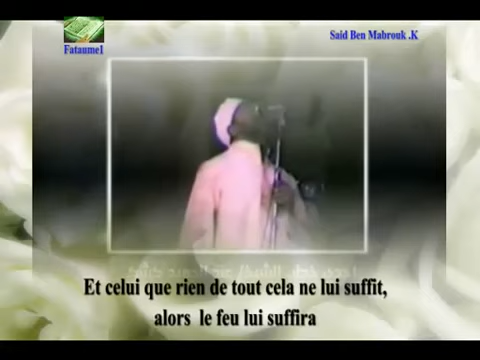 Fataume1
Said Ben Mabrouk .K
Et celui que rien de tout cela ne lui suffit,
alors le feu lui suffira